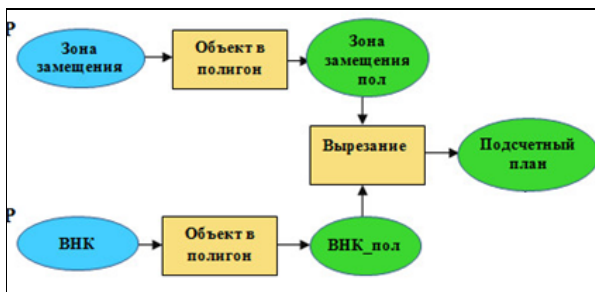 Р
Зона
замещения
Объект в
полигон
Зона
замещения
пол
Вырезание
Подсчетный
план
Р
ВНК
Объект в
полигон
ВНК_пол